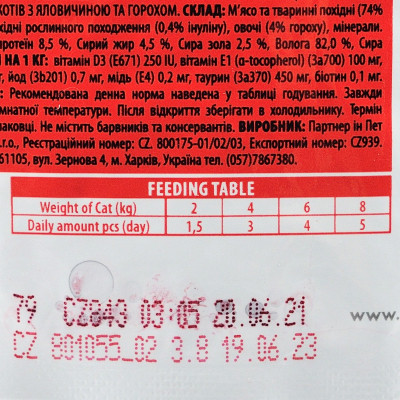 КОТІВ З ЯЛОВИЧИНОЮ ТА ГОРОХОМ. СКЛАД: М'ясо та тваринні похідні (74%
хідні рослинного походження (0,4% інуліну), овочі (4% гороху), мінерали.
ротеїн 8,5 %, Сирий жир 4,5 %, Сира зола 2,5 %, Волога 82,0 %, Сира
НА 1 КГ: вітамін D3 (E671) 250 IU, вітамін E1 (α-tocopherol) (3a700) 100 мг,
г, йод (3b201) 0,7 мг, мідь (E4) 0,2 мг, таурин (3a370) 450 мг, біотин 0,1 мг.
: Рекомендована денна норма наведена у таблиці годування. Завжди
мнатної температури. Після відкриття зберігати в холодильнику. Термін
паковці. Не містить барвників та консервантів. ВИРОБНИК: Партнер ін Пет
r.o., Реєстраційний номер: CZ. 800175-01/02/03, Експортний номер: CZ939.
61105, вул. Зернова 4, м. Харків, Україна тел. (057)7867380.
FEEDING TABLE
Weight of Cat (kg) 2 4 6 8
Daily amount pcs (day) 1,5 3 4 5
79 CZ040 03:05 20.06.21
www.
CZ 801055_02 3.8 19.06.23